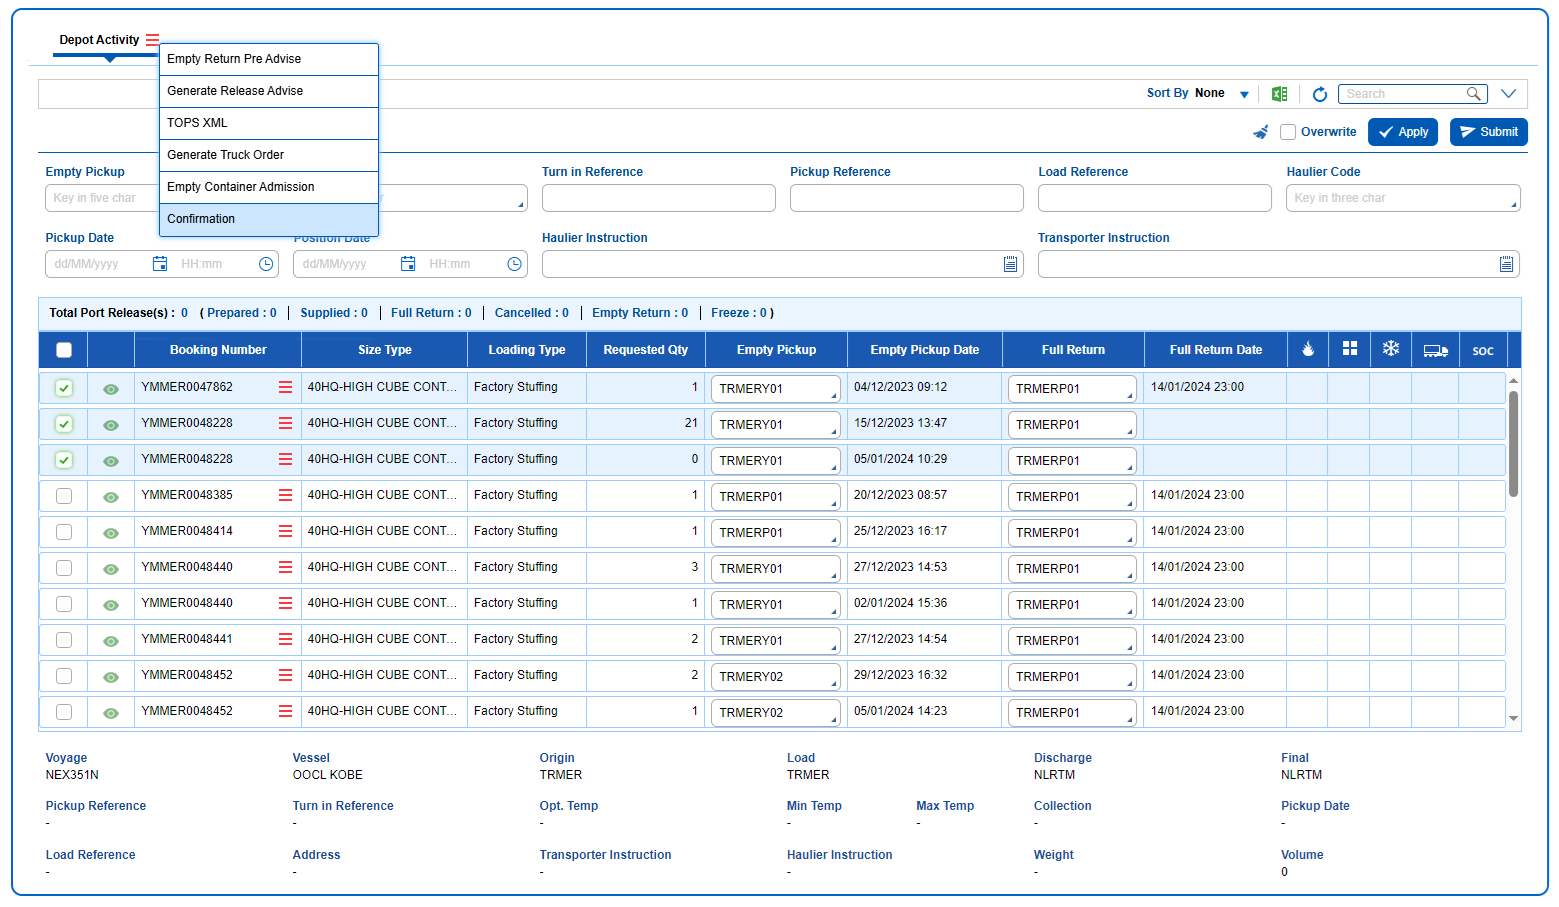 Depot Activity
Empty Return Pre Advise
Generate Release Advise
TOPS XML
Generate Truck Order
Empty Container Admission
Confirmation
Sort By None
Search
Overwrite Apply Submit
Empty Pickup Turn in Reference Pickup Reference Load Reference Haulier Code
Key in five char Key in three char
Pickup Date Position Date Haulier Instruction Transporter Instruction
dd/MM/yyyy HH:mm dd/MM/yyyy HH:mm
Total Port Release(s) : 0 ( Prepared : 0 | Supplied : 0 | Full Return : 0 | Cancelled : 0 | Empty Return : 0 | Freeze : 0 )
Booking Number Size Type Loading Type Requested Qty Empty Pickup Empty Pickup Date Full Return Full Return Date SOC
YMMER0047862 40HQ-HIGH CUBE CONT... Factory Stuffing 1 TRMERY01 04/12/2023 09:12 TRMERP01 14/01/2024 23:00
YMMER0048228 40HQ-HIGH CUBE CONT... Factory Stuffing 21 TRMERY01 15/12/2023 13:47 TRMERP01
YMMER0048228 40HQ-HIGH CUBE CONT... Factory Stuffing 0 TRMERY01 05/01/2024 10:29 TRMERP01
YMMER0048385 40HQ-HIGH CUBE CONT... Factory Stuffing 1 TRMERP01 20/12/2023 08:57 TRMERP01 14/01/2024 23:00
YMMER0048414 40HQ-HIGH CUBE CONT... Factory Stuffing 1 TRMERP01 25/12/2023 16:17 TRMERP01 14/01/2024 23:00
YMMER0048440 40HQ-HIGH CUBE CONT... Factory Stuffing 3 TRMERY01 27/12/2023 14:53 TRMERP01 14/01/2024 23:00
YMMER0048440 40HQ-HIGH CUBE CONT... Factory Stuffing 1 TRMERY01 02/01/2024 15:36 TRMERP01 14/01/2024 23:00
YMMER0048441 40HQ-HIGH CUBE CONT... Factory Stuffing 2 TRMERY01 27/12/2023 14:54 TRMERP01 14/01/2024 23:00
YMMER0048452 40HQ-HIGH CUBE CONT... Factory Stuffing 2 TRMERY02 29/12/2023 16:32 TRMERP01 14/01/2024 23:00
YMMER0048452 40HQ-HIGH CUBE CONT... Factory Stuffing 1 TRMERY02 05/01/2024 14:23 TRMERP01 14/01/2024 23:00
Voyage Vessel Origin Load Discharge Final
NEX351N OOCL KOBE TRMER TRMER NLRTM NLRTM
Pickup Reference Turn in Reference Opt. Temp Min Temp Max Temp Collection Pickup Date
- - - - - - -
Load Reference Address Transporter Instruction Haulier Instruction Weight Volume
- - - - - 0